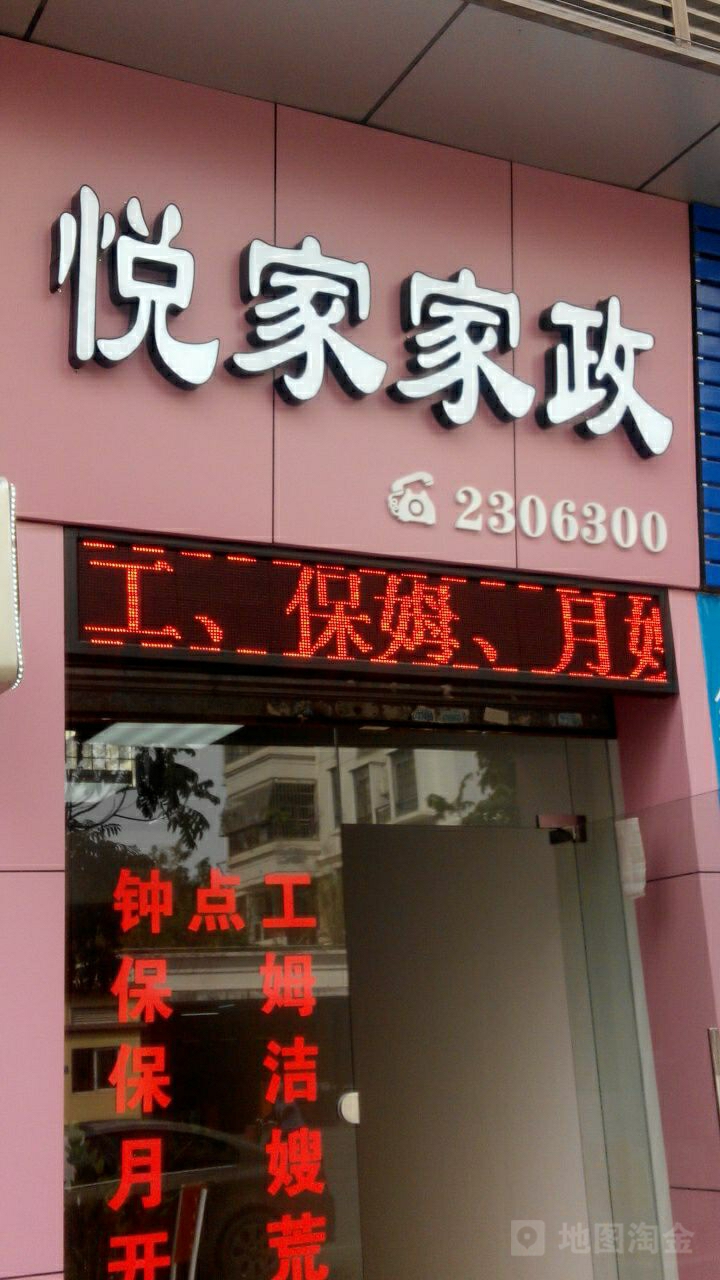 悦家家政
2306300
工、保姆、月嫂
钟点工
保姆
保洁
月嫂
开荒
地图淘金